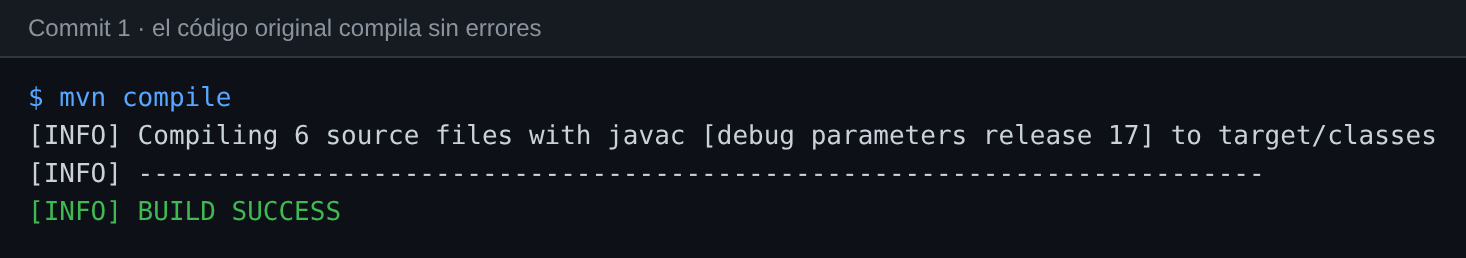 Commit 1 · el código original compila sin errores
$ mvn compile
[INFO] Compiling 6 source files with javac [debug parameters release 17] to target/classes
[INFO] ------------------------------------------------------------------------
[INFO] BUILD SUCCESS